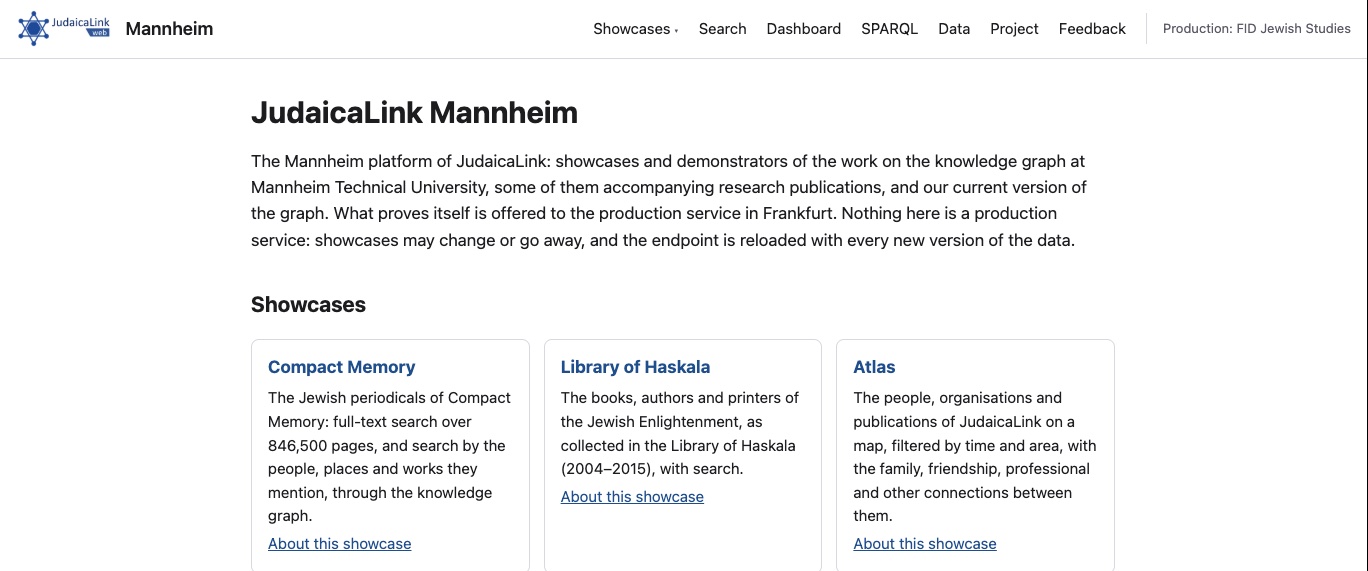 JudaicaLink
web
Mannheim
Showcases
Search
Dashboard
SPARQL
Data
Project
Feedback
Production: FID Jewish Studies
JudaicaLink Mannheim
The Mannheim platform of JudaicaLink: showcases and demonstrators of the work on the knowledge graph at
Mannheim Technical University, some of them accompanying research publications, and our current version of
the graph. What proves itself is offered to the production service in Frankfurt. Nothing here is a production
service: showcases may change or go away, and the endpoint is reloaded with every new version of the data.
Showcases
Compact Memory
The Jewish periodicals of Compact
Memory: full-text search over
846,500 pages, and search by the
people, places and works they
mention, through the knowledge
graph.
About this showcase
Library of Haskala
The books, authors and printers of
the Jewish Enlightenment, as
collected in the Library of Haskala
(2004–2015), with search.
About this showcase
Atlas
The people, organisations and
publications of JudaicaLink on a
map, filtered by time and area, with
the family, friendship, professional
and other connections between
them.
About this showcase